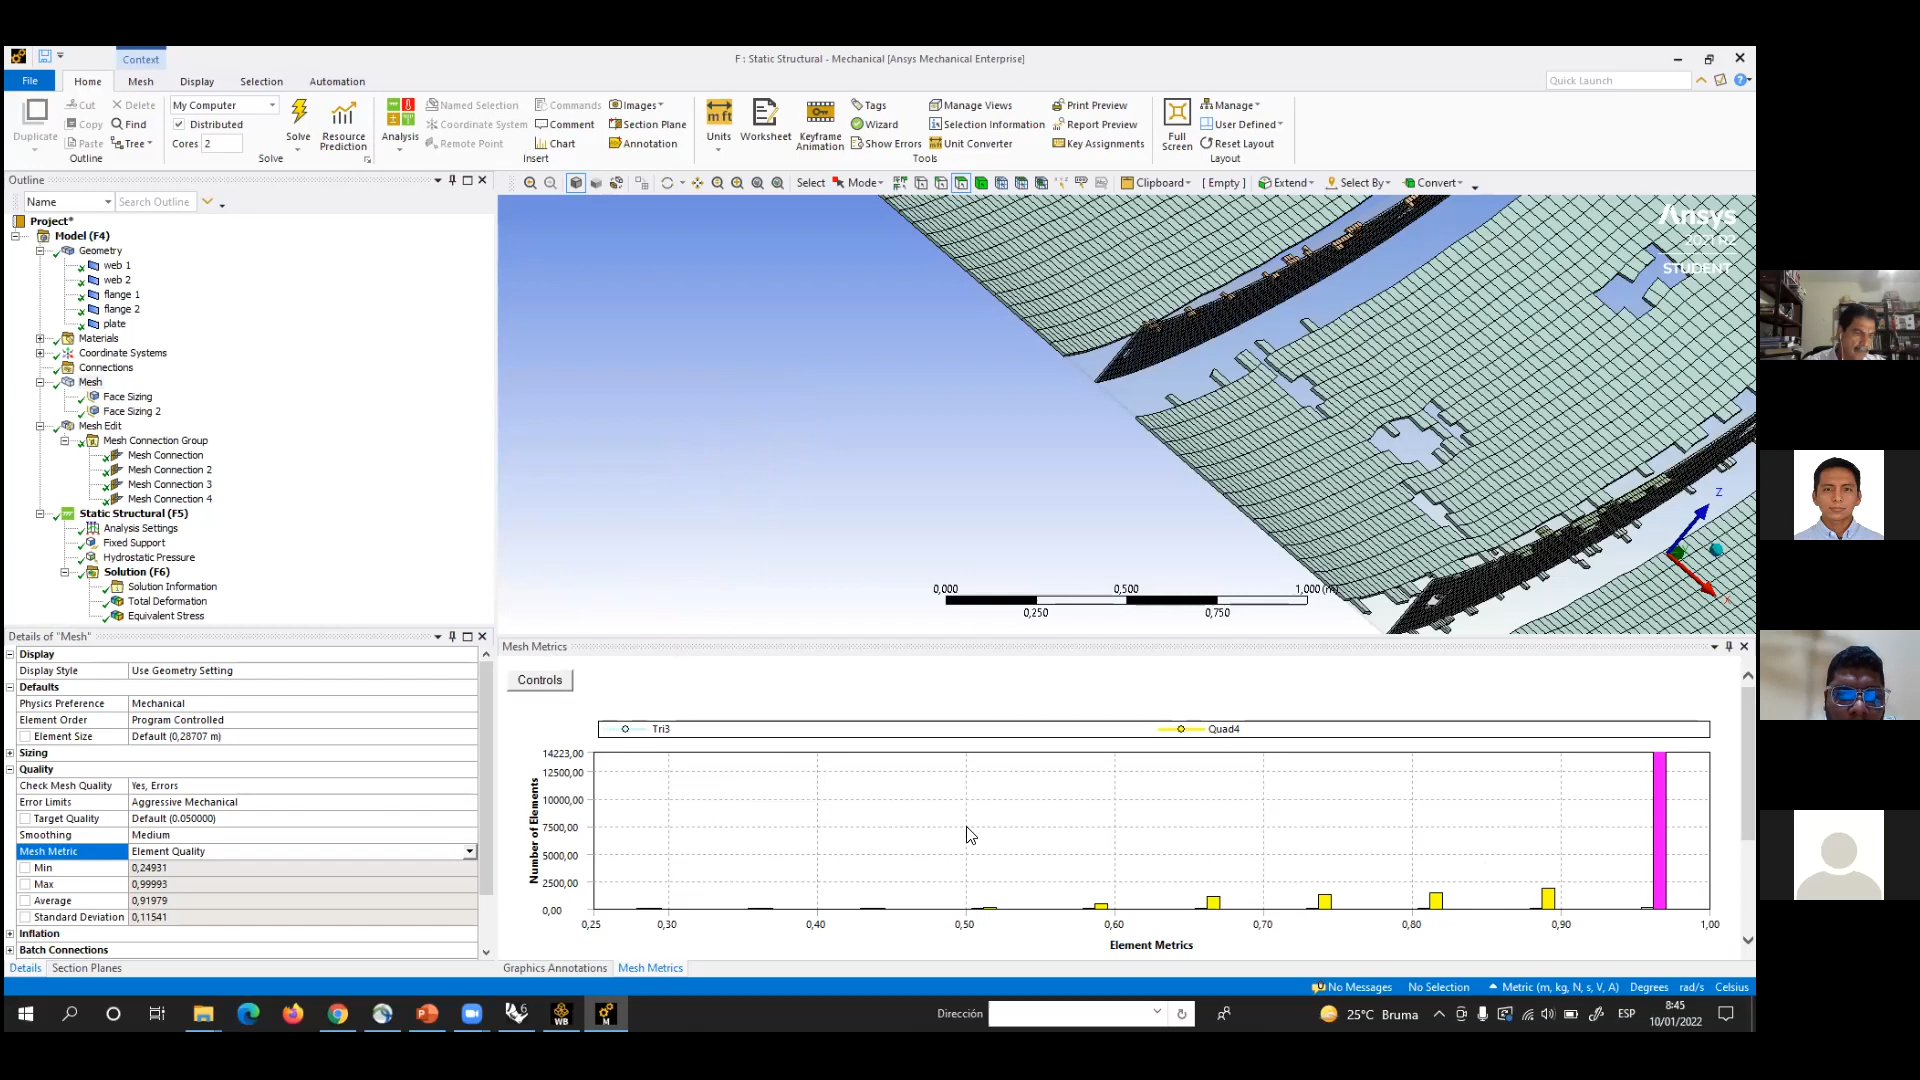 Context
F : Static Structural - Mechanical [Ansys Mechanical Enterprise]
File Home Mesh Display Selection Automation
Quick Launch
Duplicate
Cut
Copy
Paste
Delete
Find
Tree
Outline
My Computer
Distributed
Cores 2
Solve
Resource Prediction
Solve
Analysis
Named Selection
Coordinate System
Remote Point
Commands
Comment
Chart
Images
Section Plane
Annotation
Insert
Units
Worksheet
Keyframe Animation
Tags
Wizard
Show Errors
Manage Views
Selection Information
Unit Converter
Print Preview
Report Preview
Key Assignments
Tools
Full Screen
Manage
User Defined
Reset Layout
Layout
Outline
Name Search Outline
Select Mode Clipboard [ Empty ] Extend Select By Convert
Project*
Model (F4)
Geometry
web 1
web 2
flange 1
flange 2
plate
Materials
Coordinate Systems
Connections
Mesh
Face Sizing
Face Sizing 2
Mesh Edit
Mesh Connection Group
Mesh Connection
Mesh Connection 2
Mesh Connection 3
Mesh Connection 4
Static Structural (F5)
Analysis Settings
Fixed Support
Hydrostatic Pressure
Solution (F6)
Solution Information
Total Deformation
Equivalent Stress
Ansys
2021 R2
STUDENT
Z
X
0,000 0,500 1,000 (m)
0,250 0,750
Details of "Mesh"
Display
Display Style Use Geometry Setting
Defaults
Physics Preference Mechanical
Element Order Program Controlled
Element Size Default (0,28707 m)
Sizing
Quality
Check Mesh Quality Yes, Errors
Error Limits Aggressive Mechanical
Target Quality Default (0.050000)
Smoothing Medium
Mesh Metric Element Quality
Min 0,24931
Max 0,99993
Average 0,91979
Standard Deviation 0,11541
Inflation
Batch Connections
Details Section Planes
Mesh Metrics
Controls
Tri3 Quad4
Number of Elements
14223,00
12500,00
10000,00
7500,00
5000,00
2500,00
0,00
0,25 0,30 0,40 0,50 0,60 0,70 0,80 0,90 1,00
Element Metrics
Graphics Annotations Mesh Metrics
No Messages No Selection Metric (m, kg, N, s, V, A) Degrees rad/s Celsius
6
WB
M
Dirección
25°C Bruma
ESP
8:45
10/01/2022